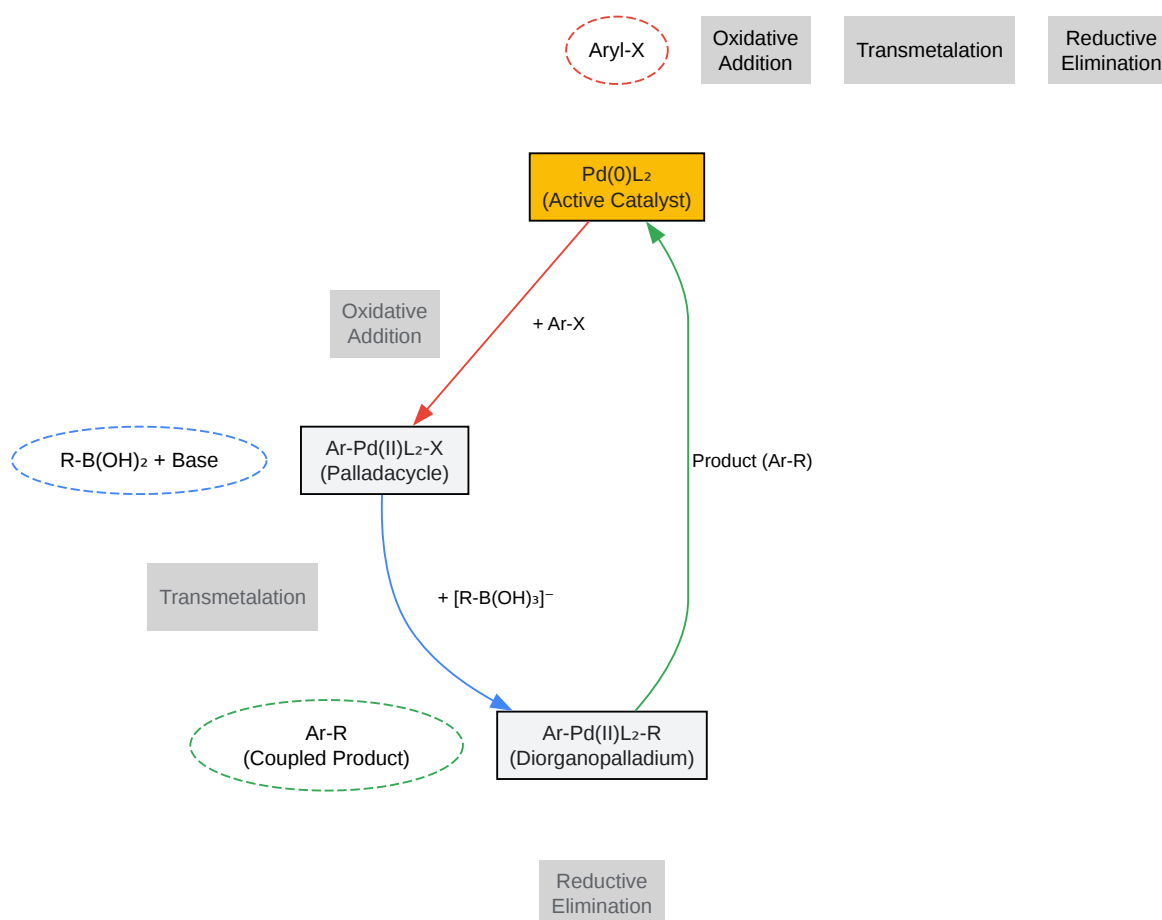 Aryl-X
Oxidative
Addition
Transmetalation
Reductive
Elimination
Pd(0)L₂
(Active Catalyst)
Oxidative
Addition
+ Ar-X
R-B(OH)₂ + Base
Ar-Pd(II)L₂-X
(Palladacycle)
Product (Ar-R)
Transmetalation
+ [R-B(OH)₃]⁻
Ar-R
(Coupled Product)
Ar-Pd(II)L₂-R
(Diorganopalladium)
Reductive
Elimination